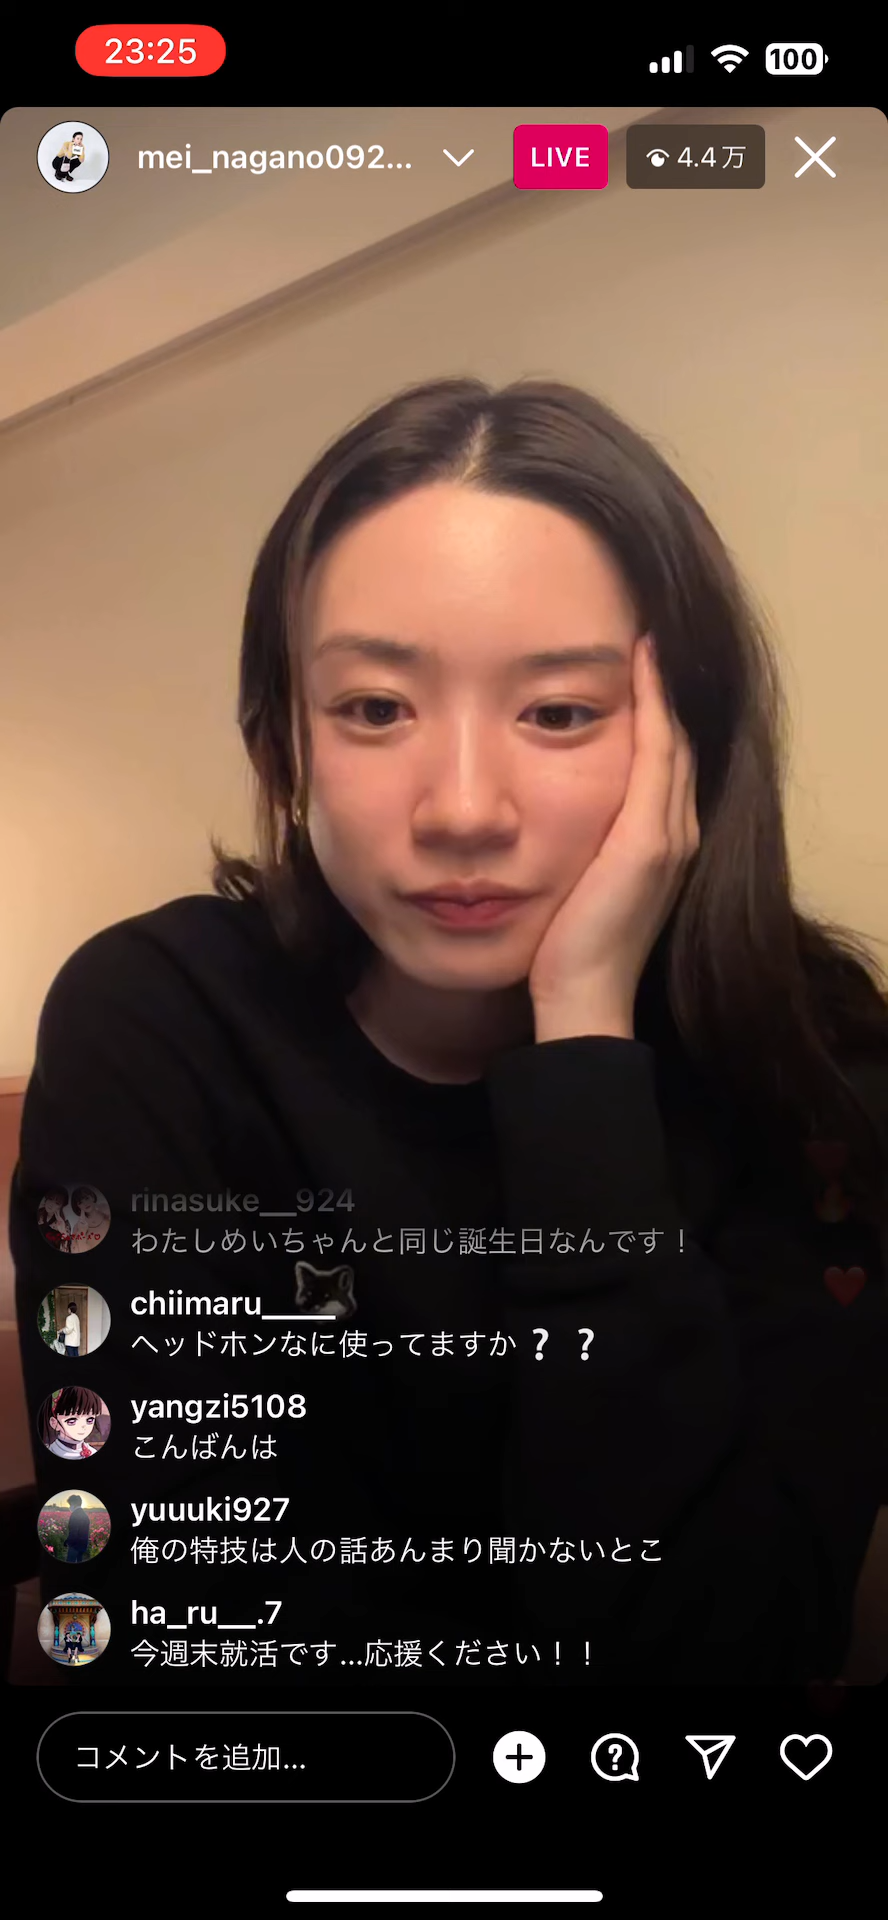 23:25
100
mei_nagano092...
LIVE
4.4万
rinasuke__924
わたしめいちゃんと同じ誕生日なんです！
chiimaru____
ヘッドホンなに使ってますか❔❔
yangzi5108
こんばんは
yuuuki927
俺の特技は人の話あんまり聞かないとこ
ha_ru__.7
今週末就活です...応援ください！！
コメントを追加...